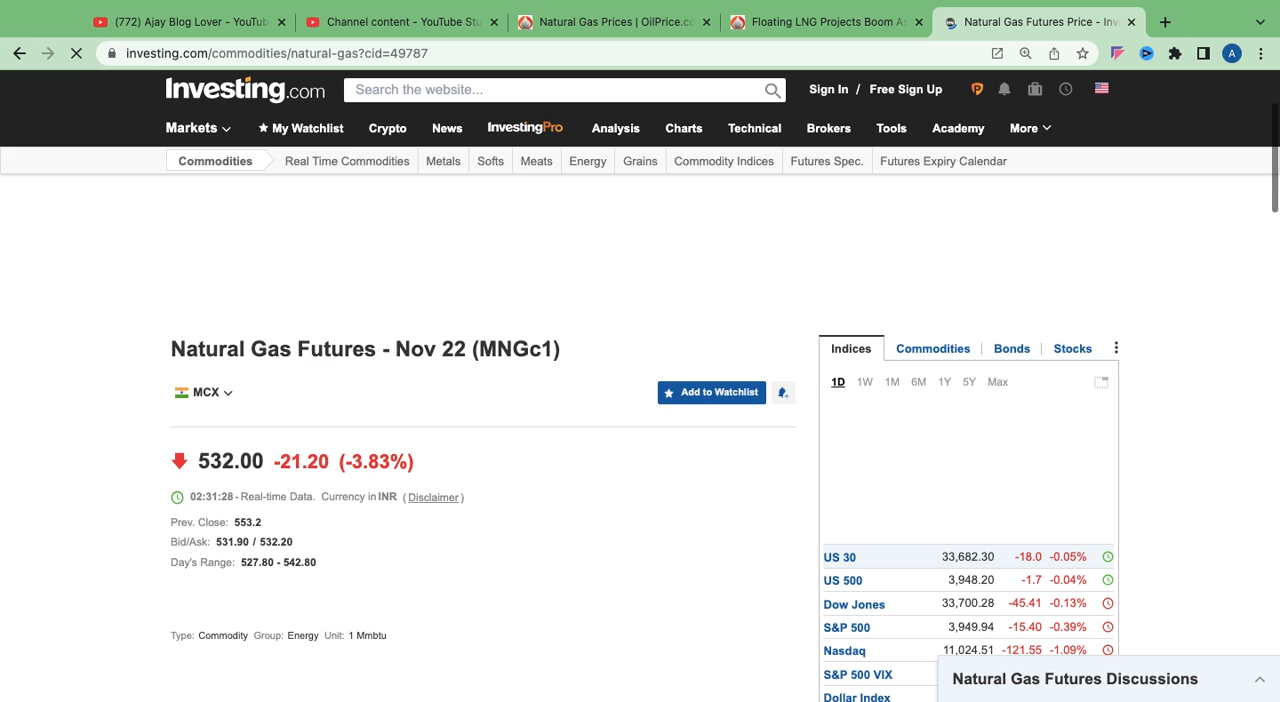 (772) Ajay Blog Lover - YouTub
Channel content - YouTube Stu
Natural Gas Prices | OilPrice.co
Floating LNG Projects Boom As
Natural Gas Futures Price - Inv
investing.com/commodities/natural-gas?cid=49787
A
Investing.com
Search the website...
Sign In / Free Sign Up
Markets
My Watchlist
Crypto
News
InvestingPro
Analysis
Charts
Technical
Brokers
Tools
Academy
More
Commodities
Real Time Commodities
Metals
Softs
Meats
Energy
Grains
Commodity Indices
Futures Spec.
Futures Expiry Calendar
Natural Gas Futures - Nov 22 (MNGc1)
MCX
Add to Watchlist
532.00 -21.20 (-3.83%)
02:31:28 - Real-time Data. Currency in INR ( Disclaimer )
Prev. Close: 553.2
Bid/Ask: 531.90 / 532.20
Day's Range: 527.80 - 542.80
Type: Commodity Group: Energy Unit: 1 Mmbtu
Indices
Commodities
Bonds
Stocks
1D 1W 1M 6M 1Y 5Y Max
US 30 33,682.30 -18.0 -0.05%
US 500 3,948.20 -1.7 -0.04%
Dow Jones 33,700.28 -45.41 -0.13%
S&P 500 3,949.94 -15.40 -0.39%
Nasdaq 11,024.51 -121.55 -1.09%
S&P 500 VIX
Dollar Index
Natural Gas Futures Discussions